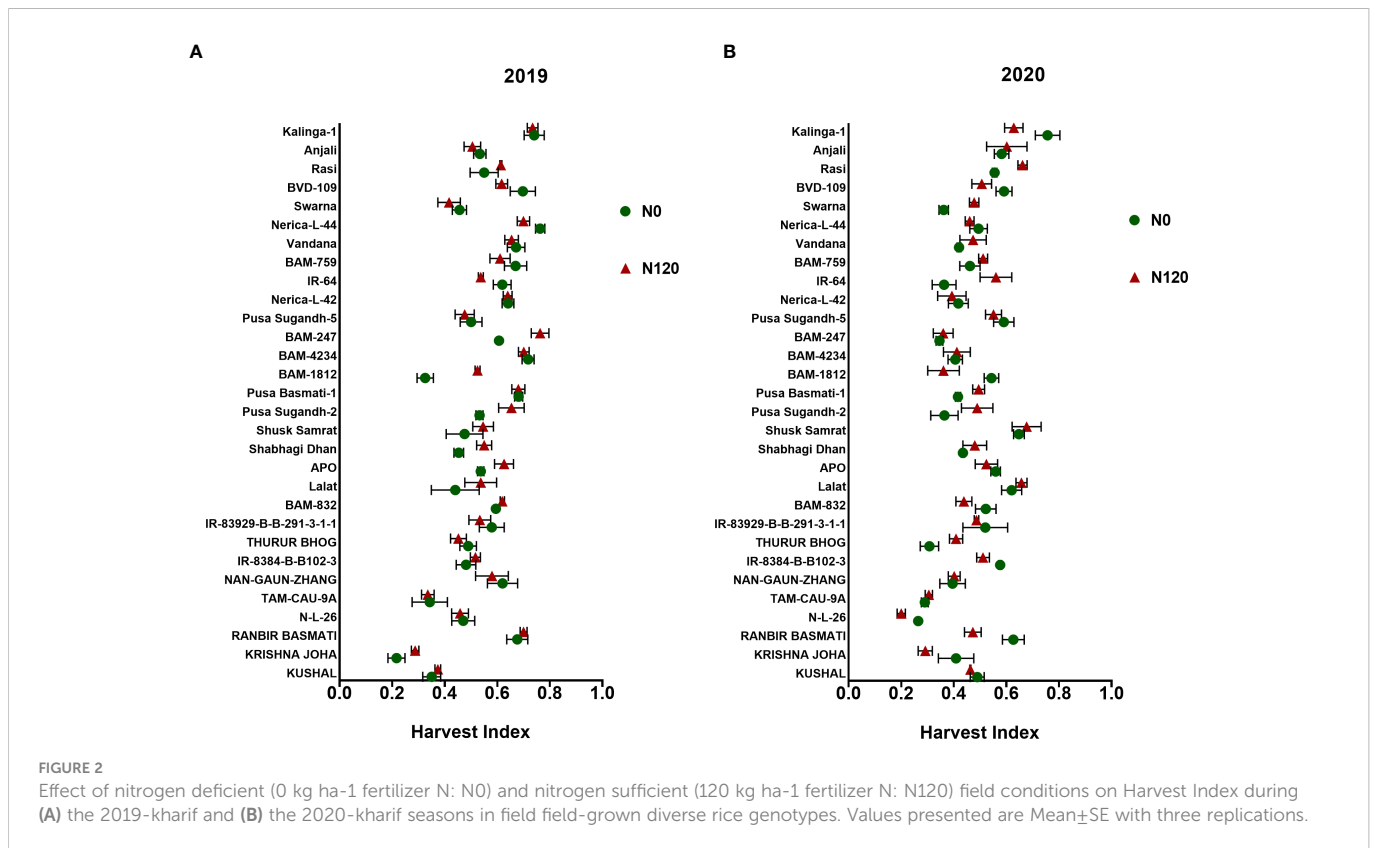 A
2019
Kalinga-1
Anjali
Rasi
BVD-109
Swarna
Nerica-L-44
Vandana
BAM-759
IR-64
Nerica-L-42
Pusa Sugandh-5
BAM-247
BAM-4234
BAM-1812
Pusa Basmati-1
Pusa Sugandh-2
Shusk Samrat
Shabhagi Dhan
APO
Lalat
BAM-832
IR-83929-B-B-291-3-1-1
THURUR BHOG
IR-8384-B-B102-3
NAN-GAUN-ZHANG
TAM-CAU-9A
N-L-26
RANBIR BASMATI
KRISHNA JOHA
KUSHAL
0.0 0.2 0.4 0.6 0.8 1.0
Harvest Index
N0
N120
B
2020
Kalinga-1
Anjali
Rasi
BVD-109
Swarna
Nerica-L-44
Vandana
BAM-759
IR-64
Nerica-L-42
Pusa Sugandh-5
BAM-247
BAM-4234
BAM-1812
Pusa Basmati-1
Pusa Sugandh-2
Shusk Samrat
Shabhagi Dhan
APO
Lalat
BAM-832
IR-83929-B-B-291-3-1-1
THURUR BHOG
IR-8384-B-B102-3
NAN-GAUN-ZHANG
TAM-CAU-9A
N-L-26
RANBIR BASMATI
KRISHNA JOHA
KUSHAL
0.0 0.2 0.4 0.6 0.8 1.0
Harvest Index
N0
N120
FIGURE 2
Effect of nitrogen deficient (0 kg ha-1 fertilizer N: N0) and nitrogen sufficient (120 kg ha-1 fertilizer N: N120) field conditions on Harvest Index during
(A) the 2019-kharif and (B) the 2020-kharif seasons in field field-grown diverse rice genotypes. Values presented are Mean±SE with three replications.